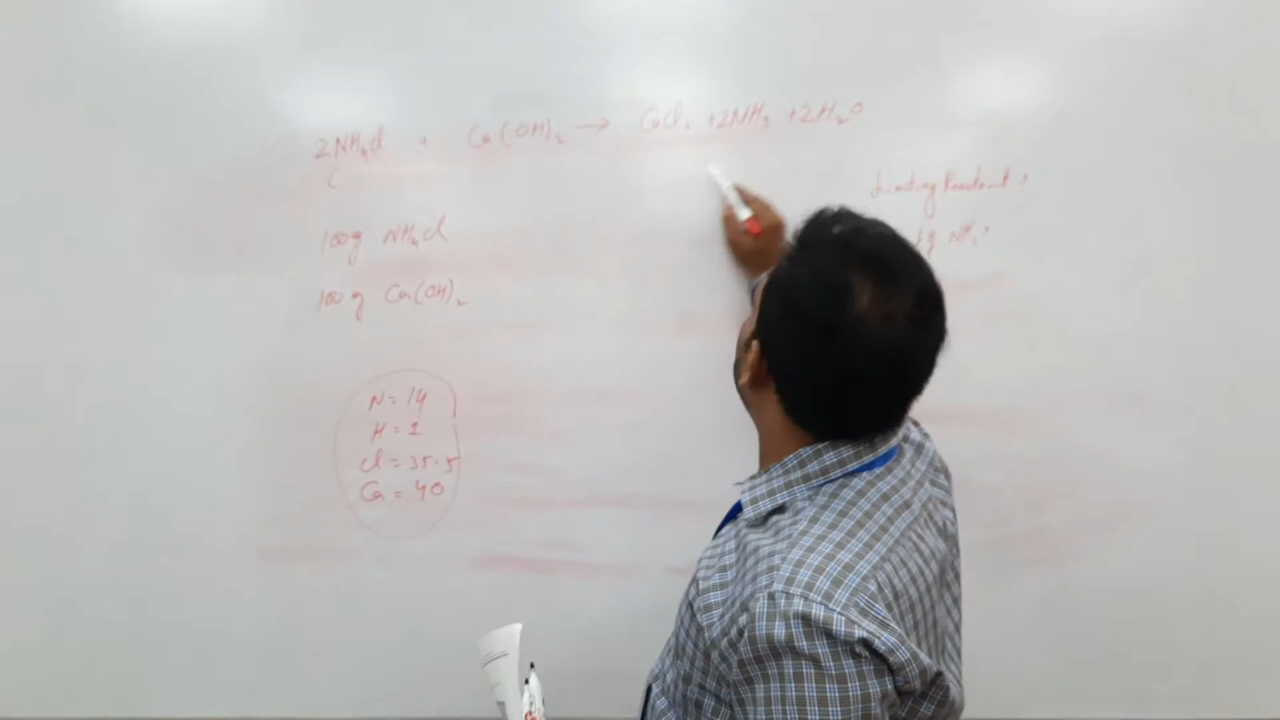 2NH₄Cl + Ca(OH)₂ → CaCl₂ + 2NH₃ + 2H₂O
Limiting Reactant?
100g NH₄Cl
g NH₃?
100g Ca(OH)₂
N = 14
H = 1
Cl = 35.5
Ca = 40